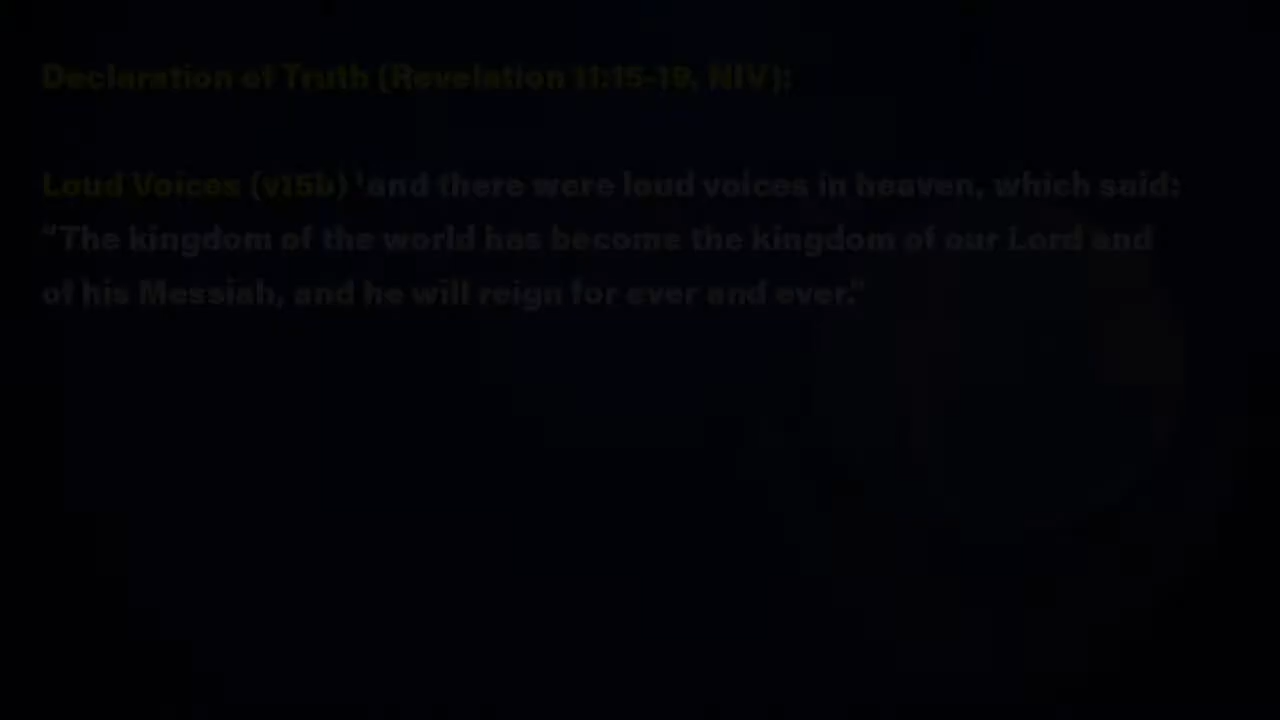 Declaration of Truth (Revelation 11:15-19, NIV):
Loud Voices (v15b) 'and there were loud voices in heaven, which said:
“The kingdom of the world has become the kingdom of our Lord and
of his Messiah, and he will reign for ever and ever.”